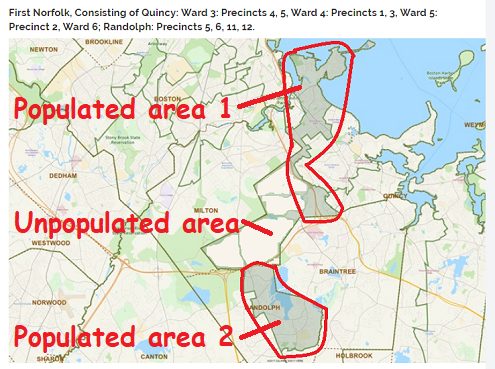 First Norfolk, Consisting of Quincy: Ward 3: Precincts 4, 5, Ward 4: Precincts 1, 3, Ward 5:
Precinct 2, Ward 6; Randolph: Precincts 5, 6, 11, 12.
BROOKLINE
NEWTON
Populated area 1
BOSTON
Stony Brook State
Reservation
WEYM
DEDHAM
QUINCY
MILTON
Unpopulated area
WESTWOOD
BRAINTREE
NORWOOD
ANDOLPH
Populated area 2
SHARON
CANTON
HOLBROOK